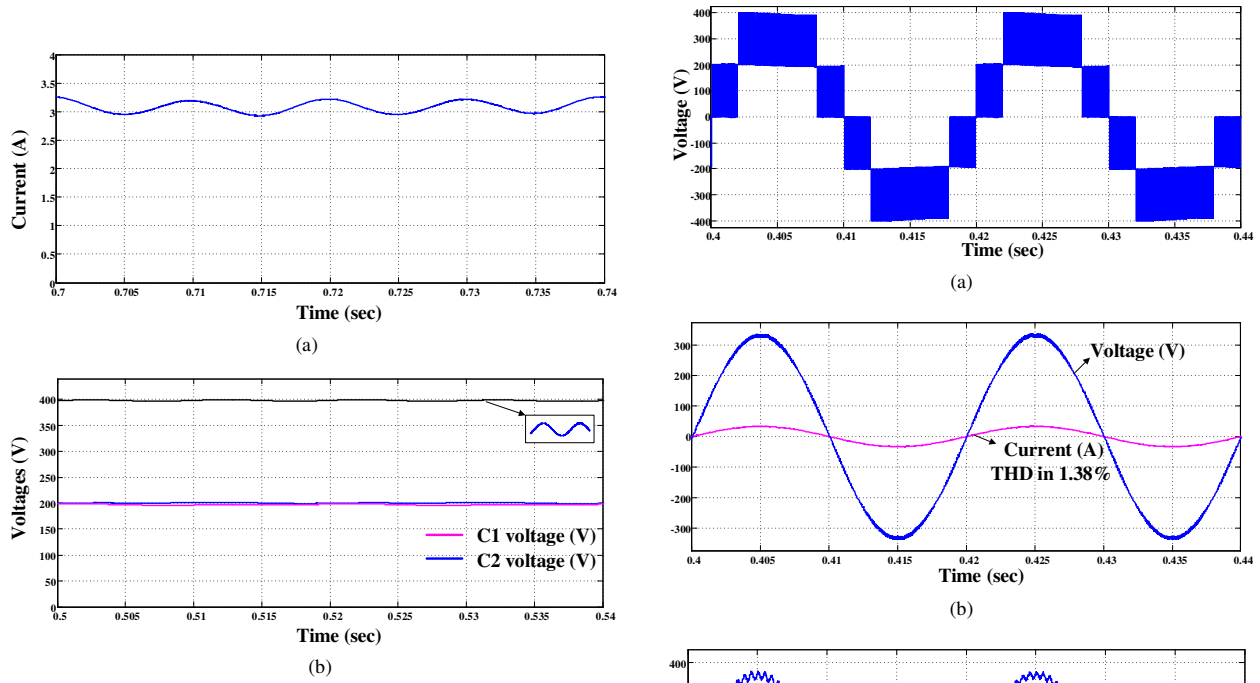 4
3.5
3
2.5
2
1.5
1
0.5
0
Current (A)
0.7 0.705 0.71 0.715 0.72 0.725 0.73 0.735 0.74
Time (sec)
(a)
400
350
300
250
200
150
100
50
0
Voltages (V)
C1 voltage (V)
C2 voltage (V)
0.5 0.505 0.51 0.515 0.52 0.525 0.53 0.535 0.54
Time (sec)
(b)
400
300
200
100
0
-100
-200
-300
-400
Voltage (V)
0.4 0.405 0.41 0.415 0.42 0.425 0.43 0.435 0.44
Time (sec)
(a)
300
200
100
0
-100
-200
-300
Voltage (V)
Current (A)
THD in 1.38%
0.4 0.405 0.41 0.415 0.42 0.425 0.43 0.435 0.44
Time (sec)
(b)
400